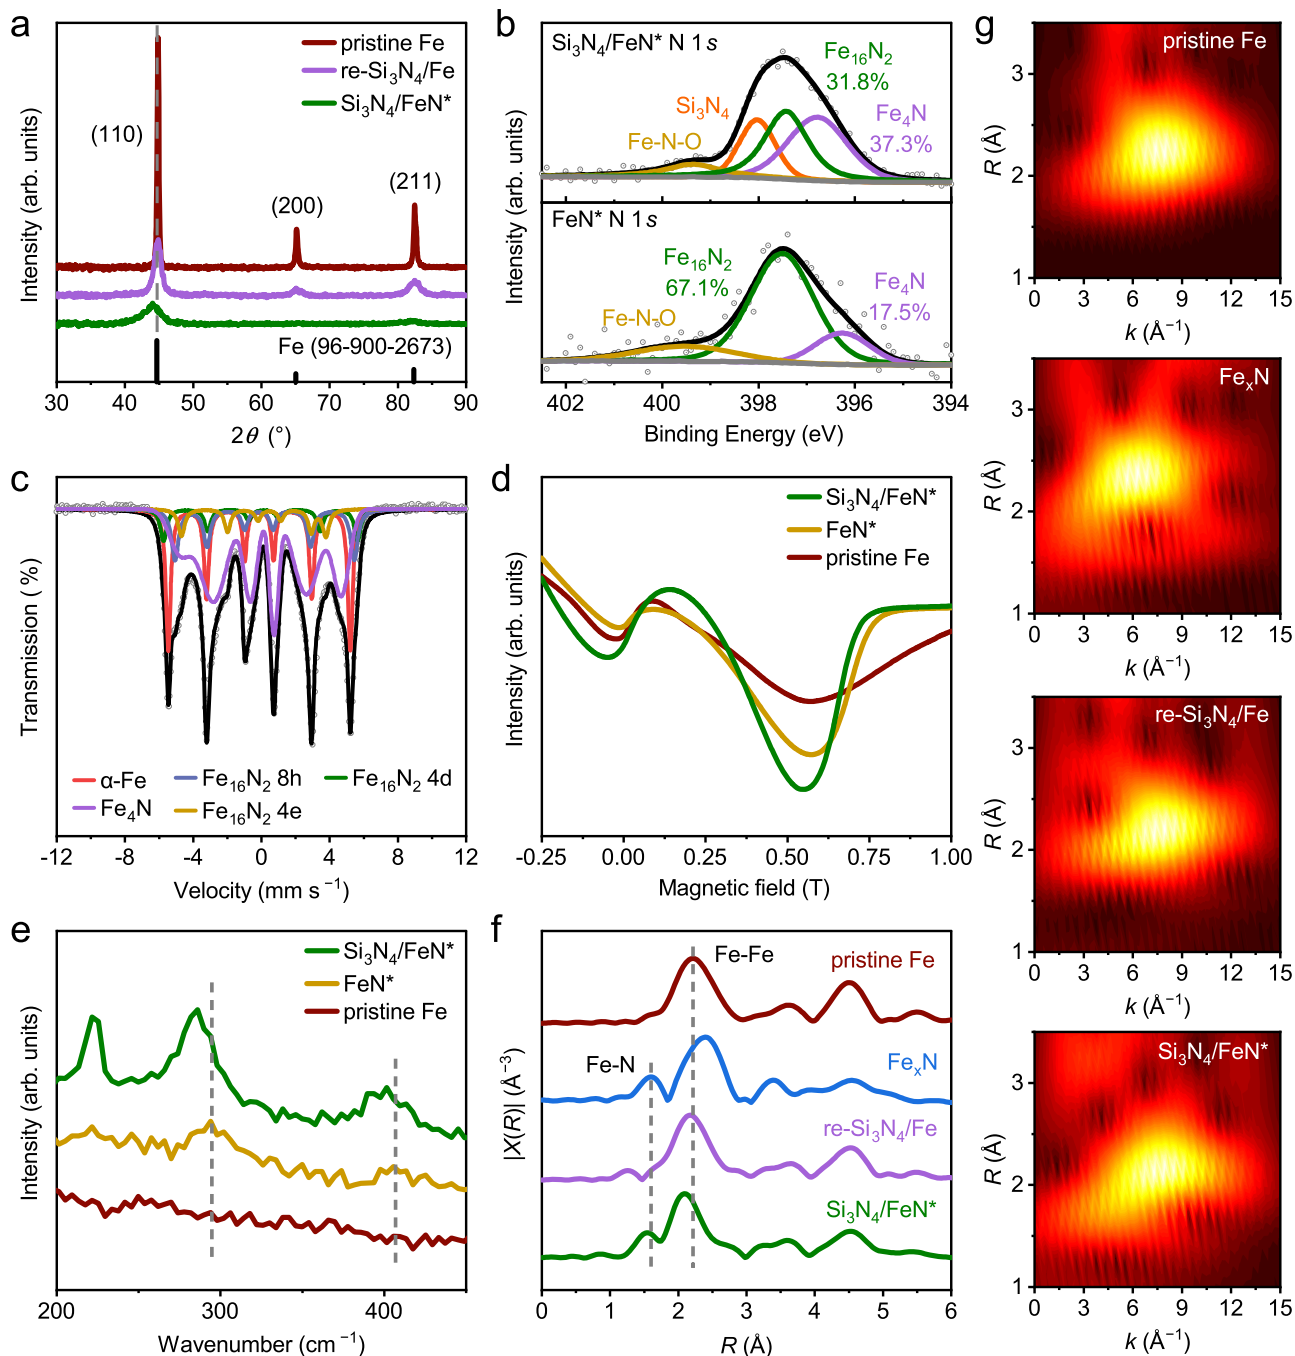 a
pristine Fe
re-Si₃N₄/Fe
Si₃N₄/FeN*
(110)
(200)
(211)
Fe (96-900-2673)
Intensity (arb. units)
30 40 50 60 70 80 90
2θ (°)
b
Si₃N₄/FeN* N 1s
Fe₁₆N₂
31.8%
Si₃N₄
Fe₄N
37.3%
Fe-N-O
FeN* N 1s
Fe₁₆N₂
67.1%
Fe₄N
17.5%
Fe-N-O
Intensity (arb. units)
402 400 398 396 394
Binding Energy (eV)
c
α-Fe
Fe₁₆N₂ 8h
Fe₁₆N₂ 4d
Fe₄N
Fe₁₆N₂ 4e
Transmission (%)
-12 -8 -4 0 4 8 12
Velocity (mm s⁻¹)
d
Si₃N₄/FeN*
FeN*
pristine Fe
Intensity (arb. units)
-0.25 0.00 0.25 0.50 0.75 1.00
Magnetic field (T)
e
Si₃N₄/FeN*
FeN*
pristine Fe
Intensity (arb. units)
200 300 400
Wavenumber (cm⁻¹)
f
Fe-Fe
pristine Fe
Fe-N
FeₓN
re-Si₃N₄/Fe
Si₃N₄/FeN*
|X(R)| (Å⁻³)
0 1 2 3 4 5 6
R (Å)
g
pristine Fe
3
2
1
R (Å)
0 3 6 9 12 15
k (Å⁻¹)
FeₓN
3
2
1
R (Å)
0 3 6 9 12 15
k (Å⁻¹)
re-Si₃N₄/Fe
3
2
1
R (Å)
0 3 6 9 12 15
k (Å⁻¹)
Si₃N₄/FeN*
3
2
1
R (Å)
0 3 6 9 12 15
k (Å⁻¹)